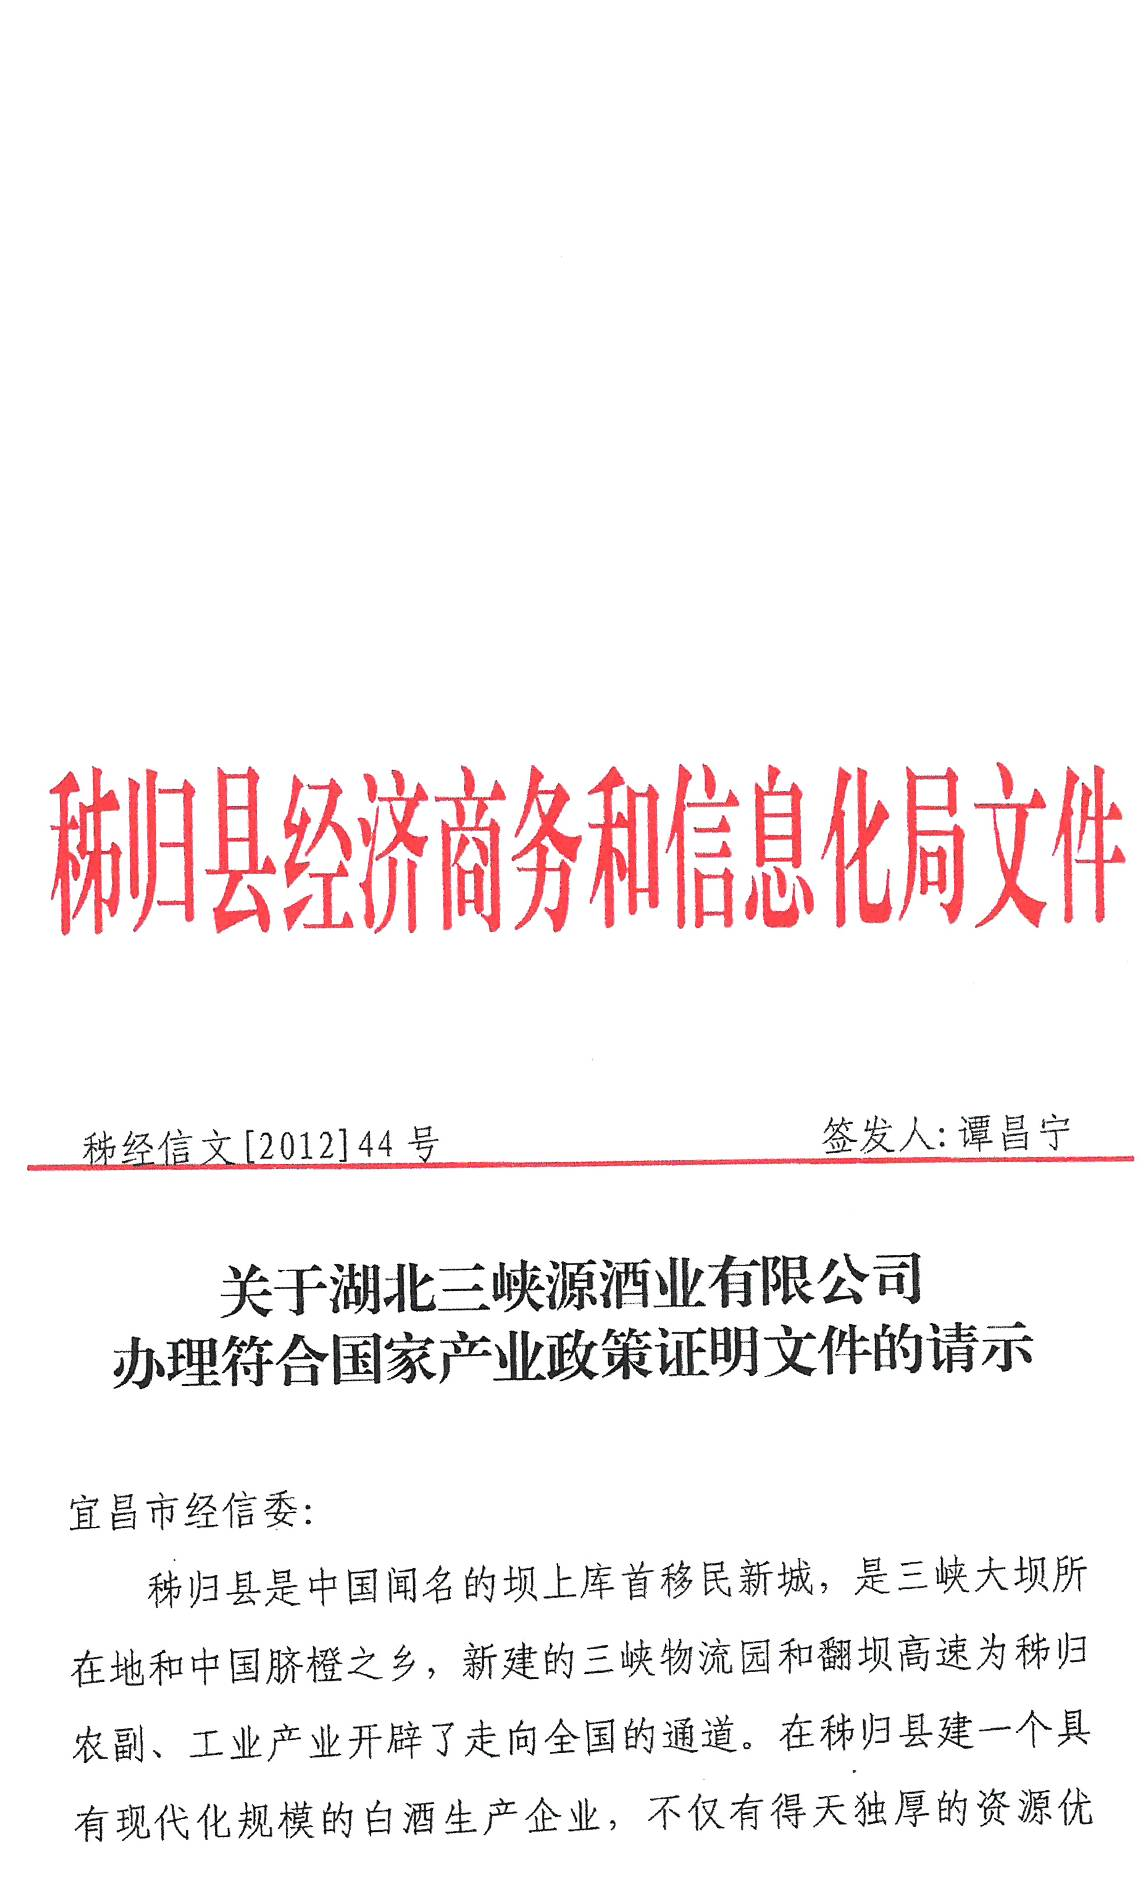 秭归县经济商务和信息化局文件
秭经信文[2012]44号 签发人:谭昌宁
关于湖北三峡源酒业有限公司
办理符合国家产业政策证明文件的请示
宜昌市经信委:
秭归县是中国闻名的坝上库首移民新城，是三峡大坝所
在地和中国脐橙之乡，新建的三峡物流园和翻坝高速为秭归
农副、工业产业开辟了走向全国的通道。在秭归县建一个具
有现代化规模的白酒生产企业，不仅有得天独厚的资源优